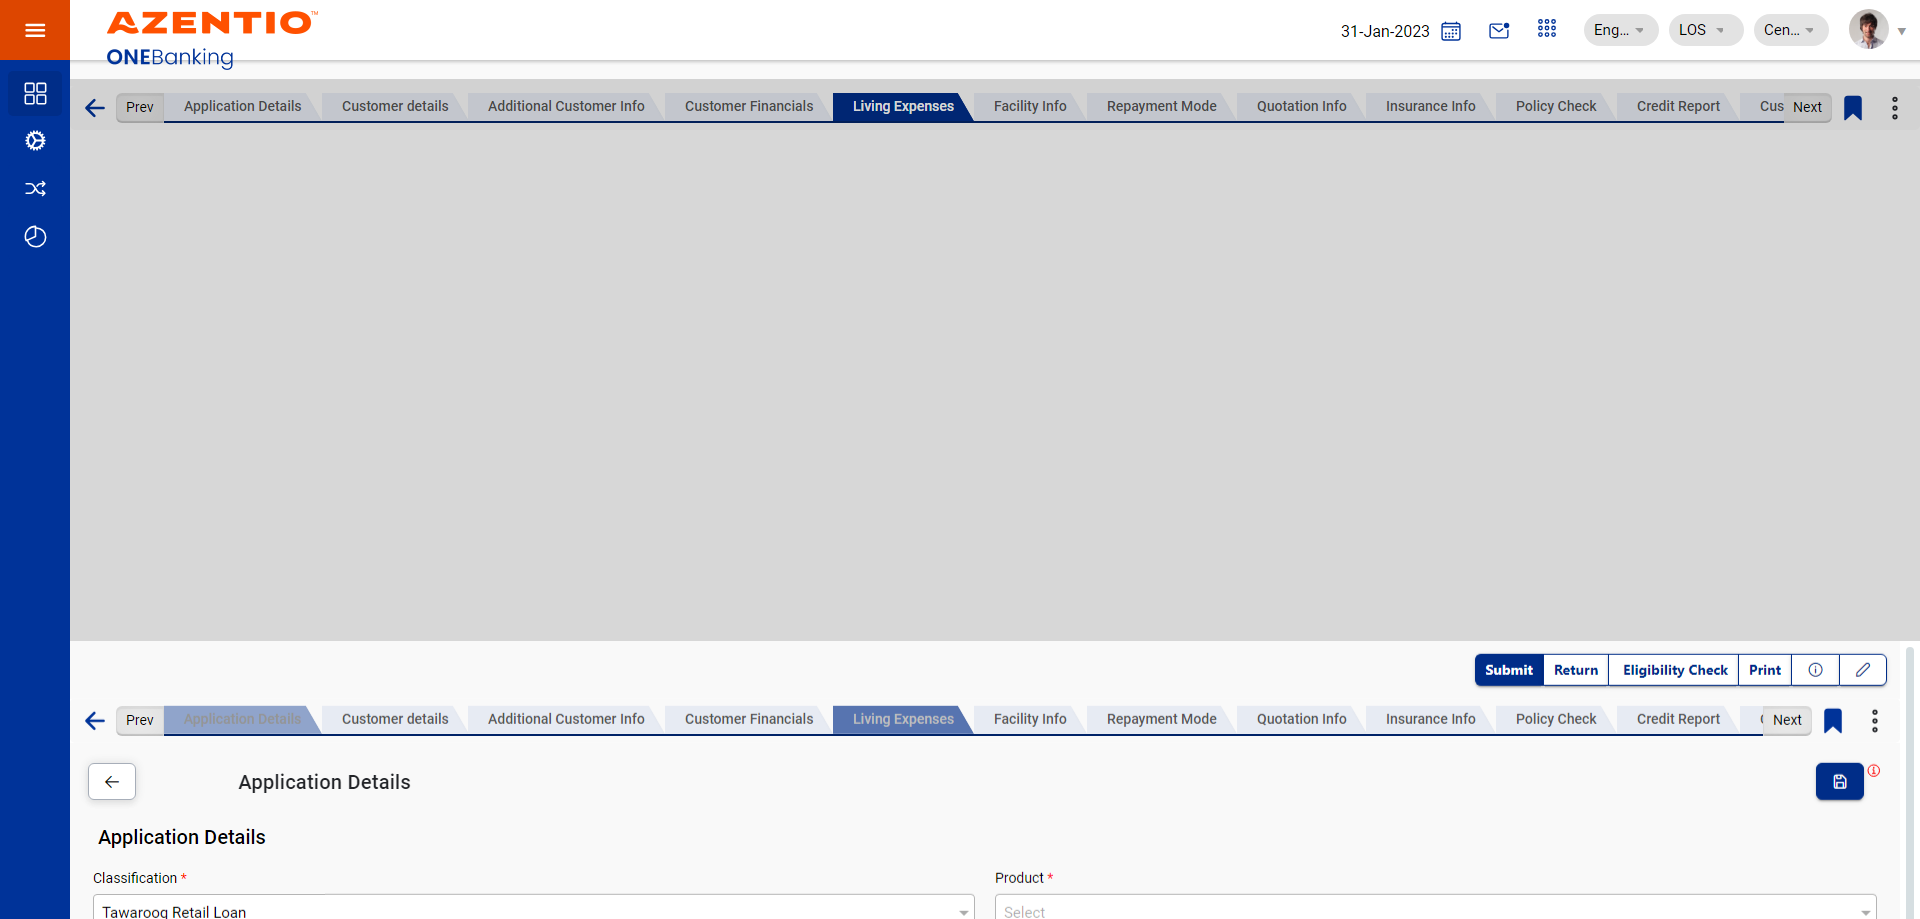 AZENTIO™
ONEBanking
31-Jan-2023
Eng...
LOS
Cen...
Prev
Application Details
Customer details
Additional Customer Info
Customer Financials
Living Expenses
Facility Info
Repayment Mode
Quotation Info
Insurance Info
Policy Check
Credit Report
Cus
Next
Submit
Return
Eligibility Check
Print
Prev
Application Details
Customer details
Additional Customer Info
Customer Financials
Living Expenses
Facility Info
Repayment Mode
Quotation Info
Insurance Info
Policy Check
Credit Report
Next
Application Details
Application Details
Classification *
Product *
Tawarooq Retail Loan
Select